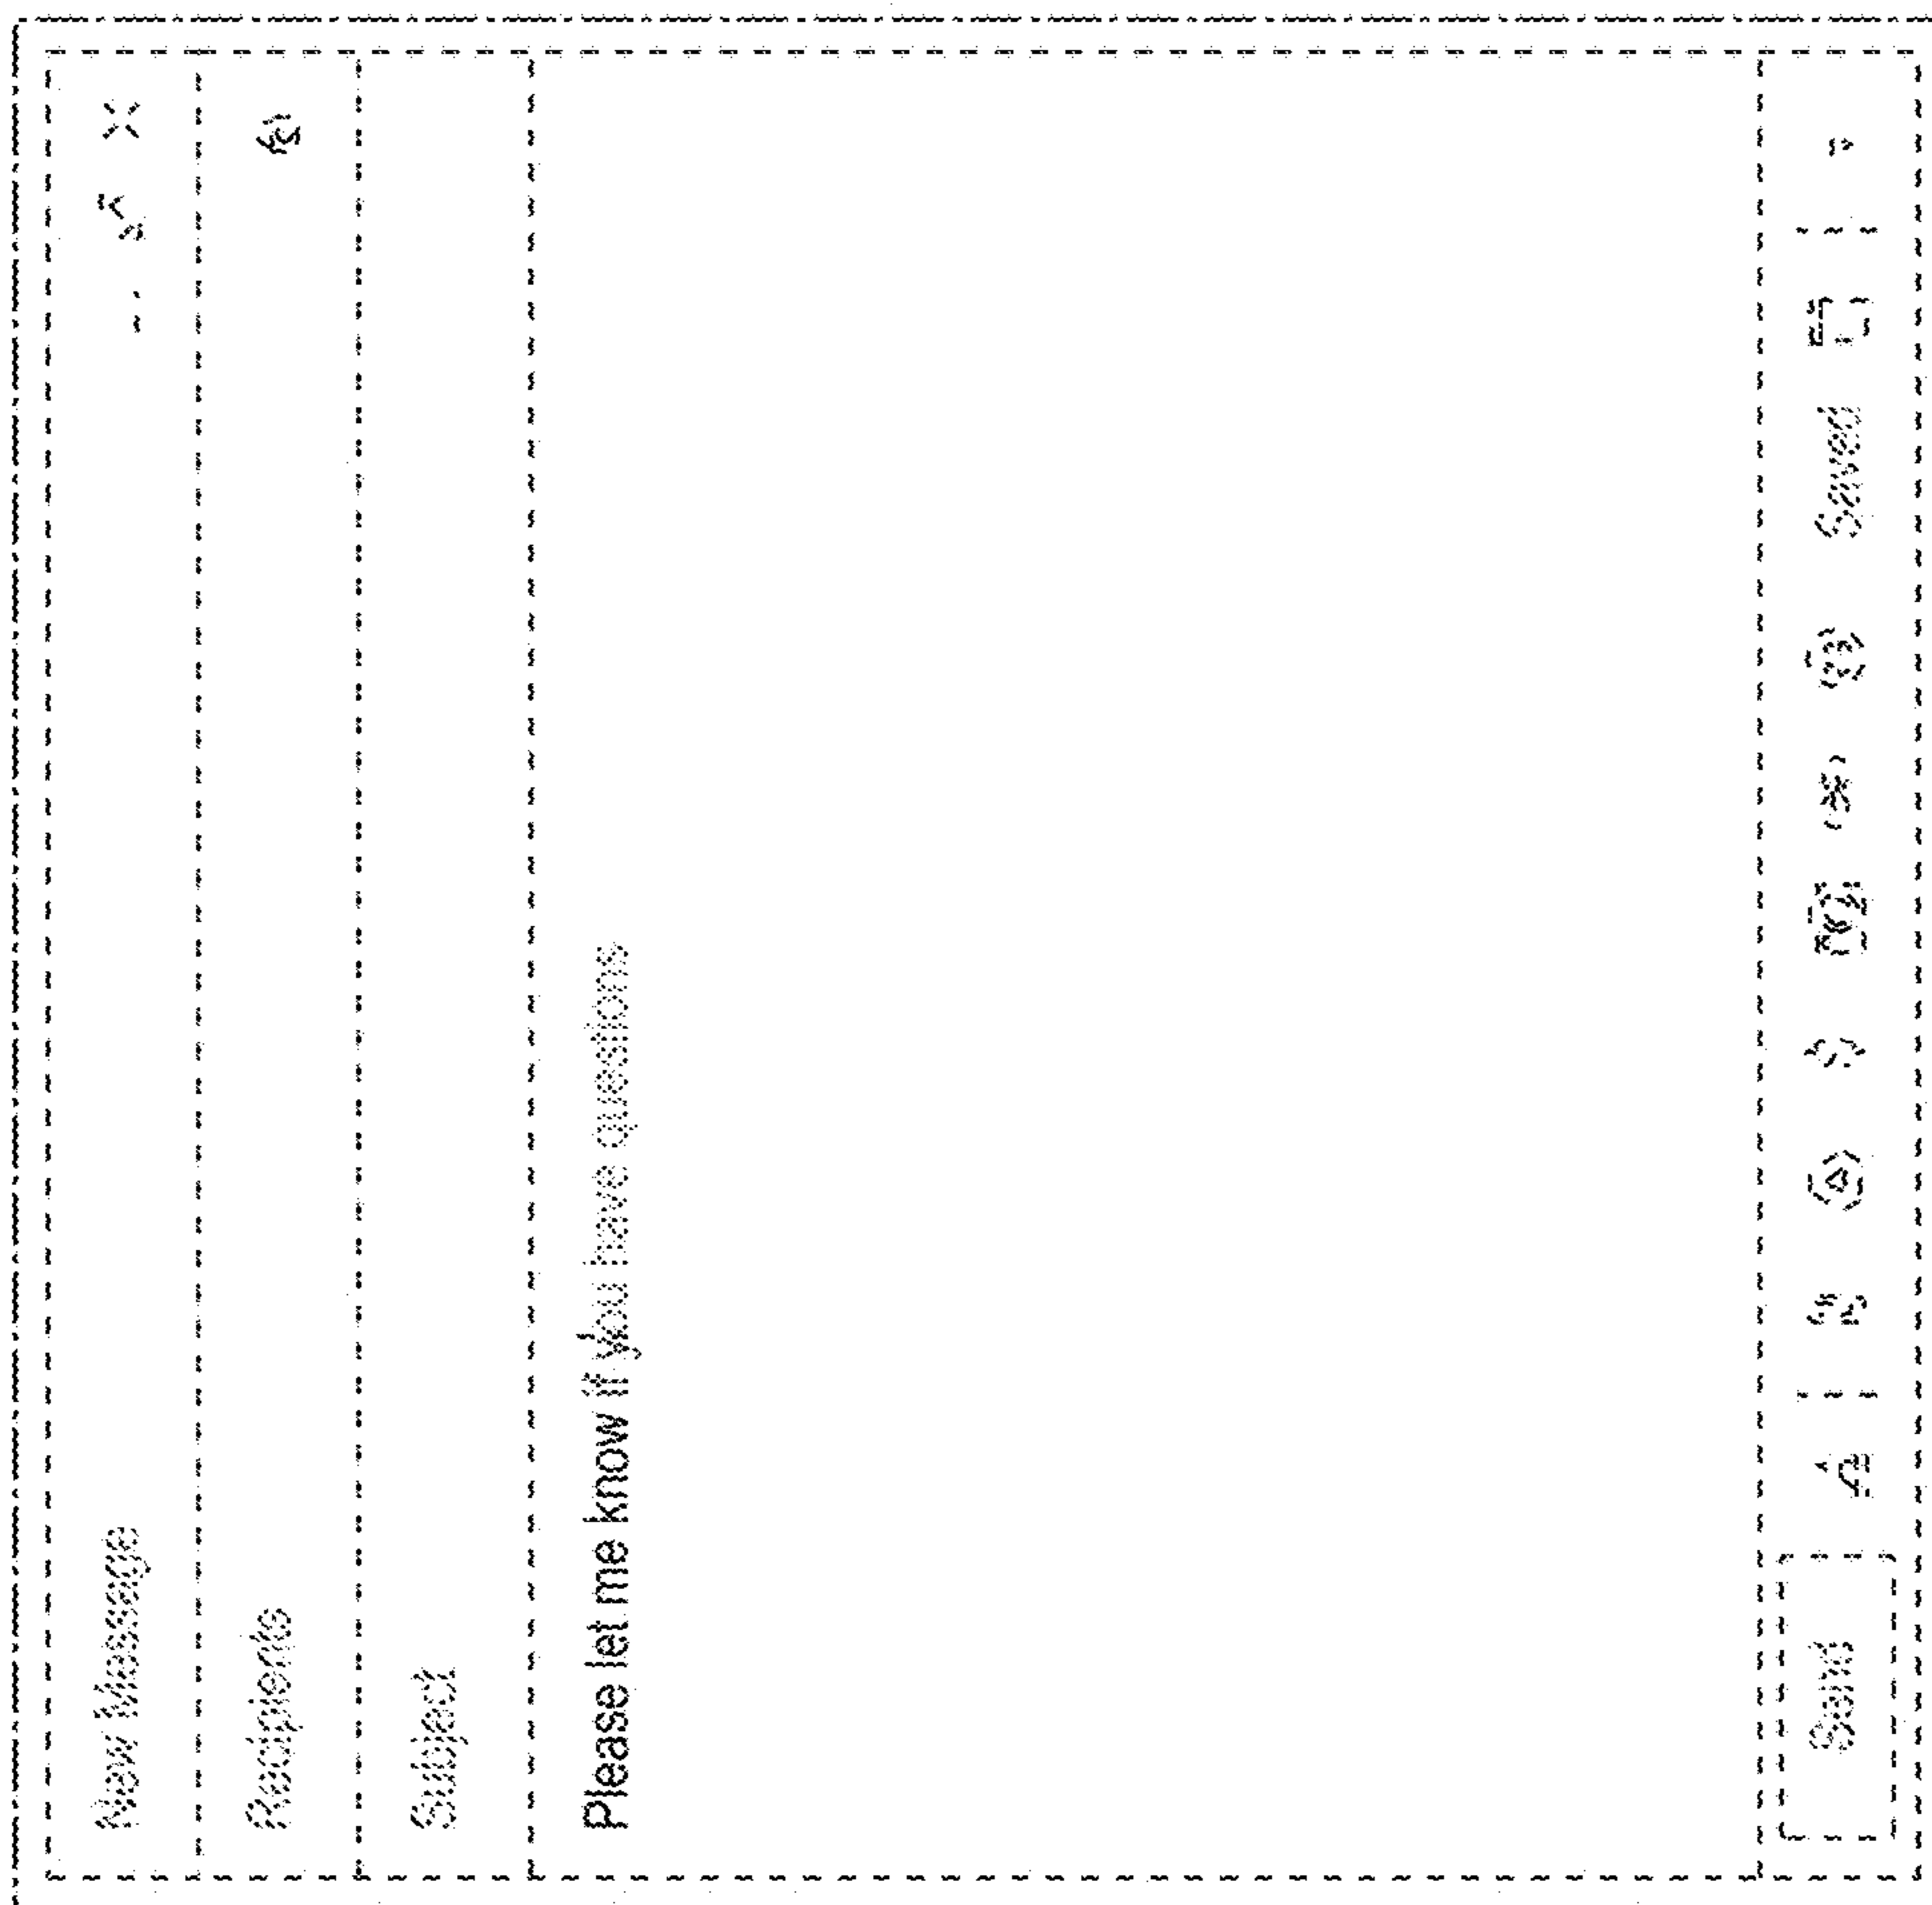 New Message
Recipients
Subject
Please let me know if you have questions
Send
Saved